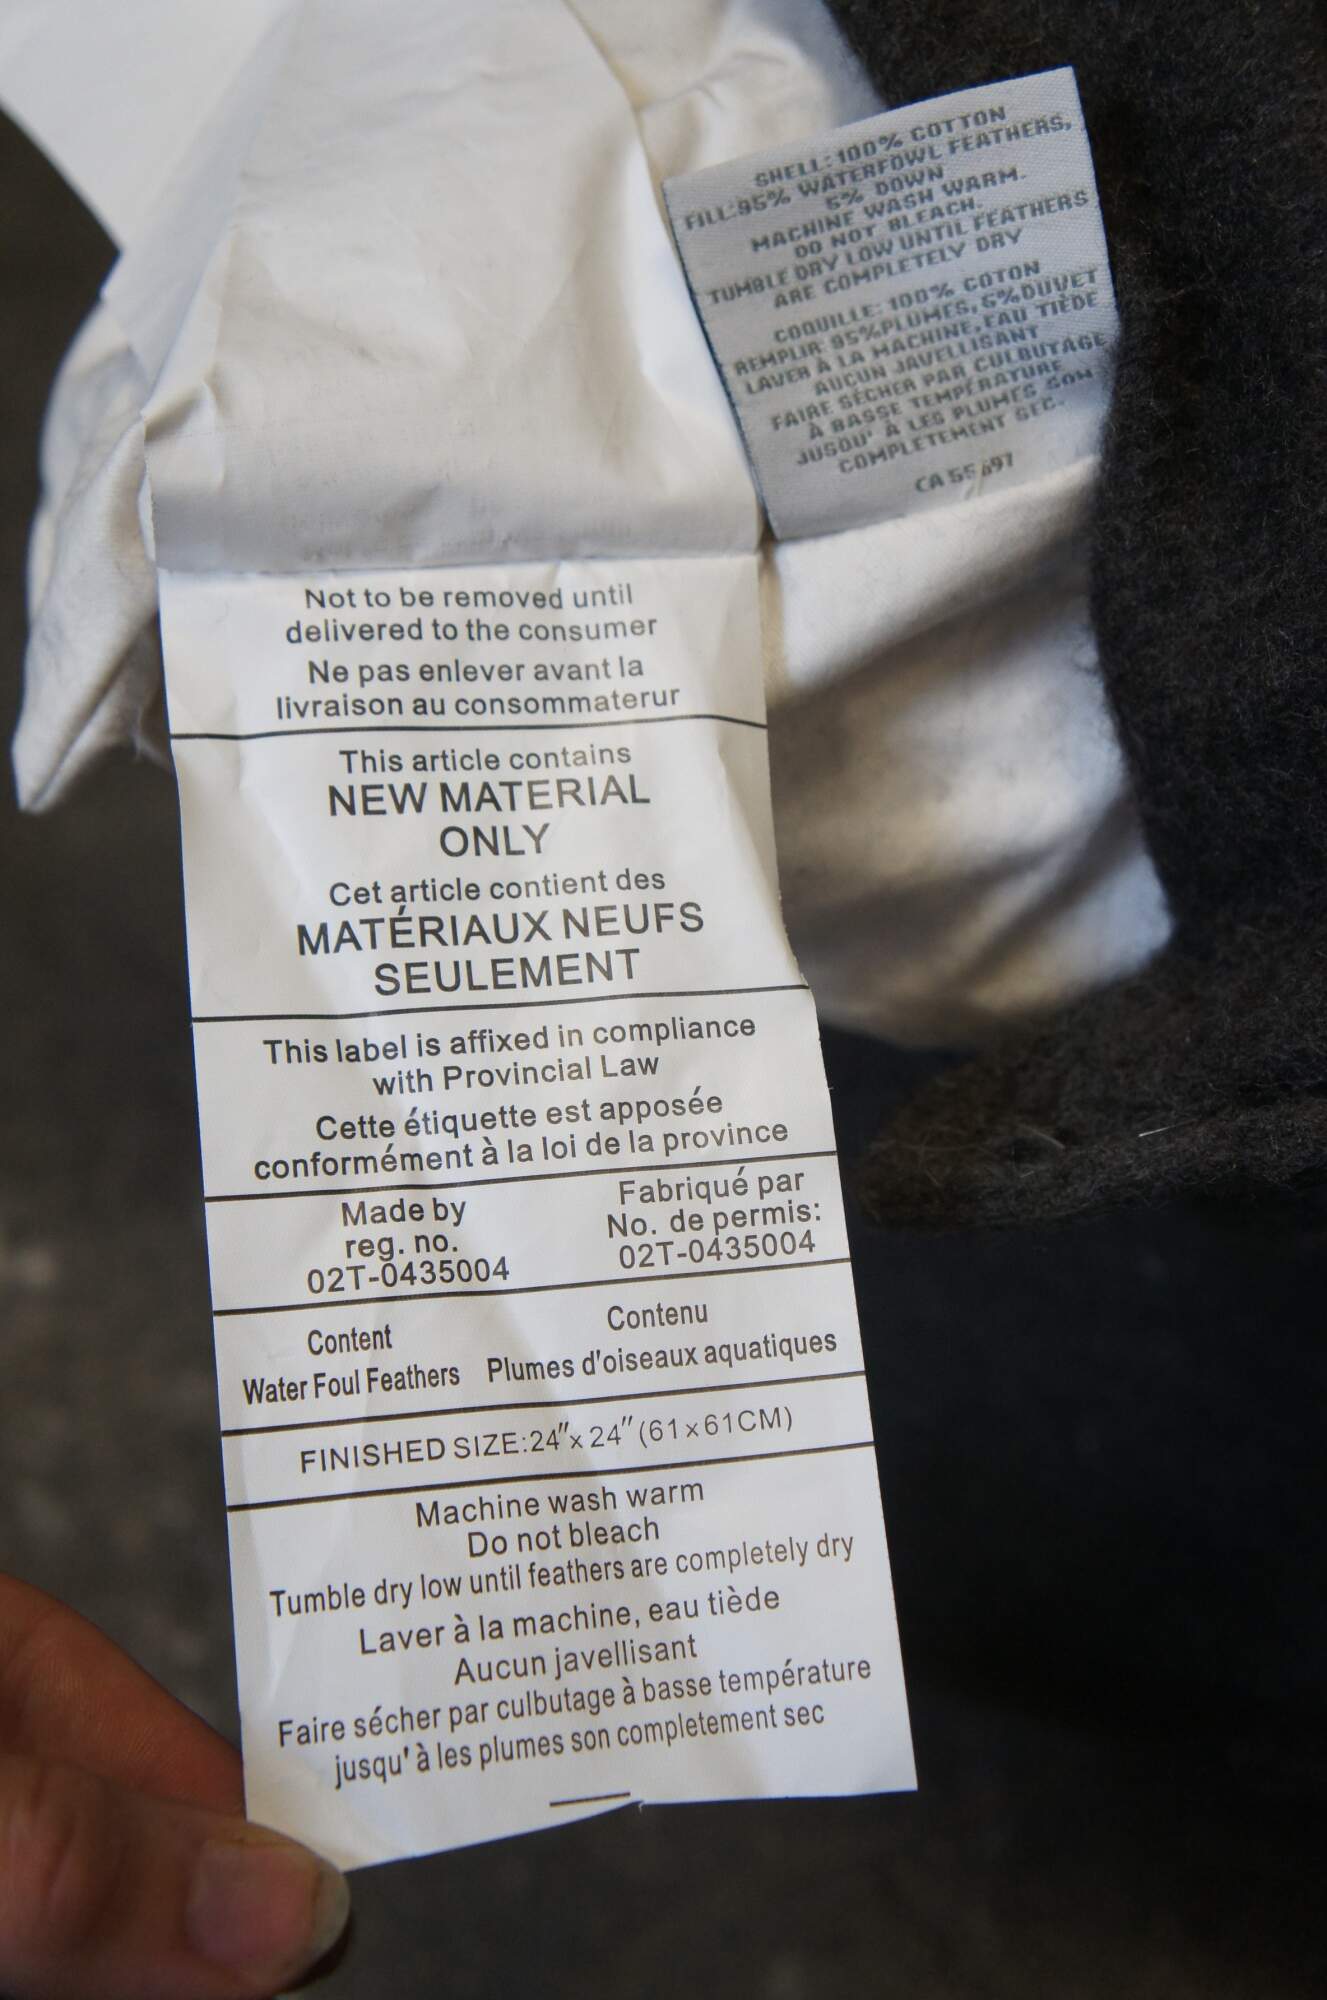 SHELL: 100% COTTON
FILL: 95% WATERFOWL FEATHERS,
5% DOWN
MACHINE WASH WARM.
DO NOT BLEACH.
TUMBLE DRY LOW UNTIL FEATHERS
ARE COMPLETELY DRY
COQUILLE: 100% COTON
REMPLIR 95% PLUMES, 5% DUVET
LAVER À LA MACHINE, EAU TIÈDE
AUCUN JAVELLISANT
FAIRE SÉCHER PAR CULBUTAGE
À BASSE TEMPÉRATURE
JUSQU' À LES PLUMES SON
COMPLETEMENT SEC.
CA 55697
Not to be removed until
delivered to the consumer
Ne pas enlever avant la
livraison au consommaterur
This article contains
NEW MATERIAL
ONLY
Cet article contient des
MATÉRIAUX NEUFS
SEULEMENT
This label is affixed in compliance
with Provincial Law
Cette étiquette est apposée
conformément à la loi de la province
Made by
reg. no.
02T-0435004
Fabriqué par
No. de permis:
02T-0435004
Content
Water Foul Feathers
Contenu
Plumes d'oiseaux aquatiques
FINISHED SIZE:24"x 24" (61x61CM)
Machine wash warm
Do not bleach
Tumble dry low until feathers are completely dry
Laver à la machine, eau tiède
Aucun javellisant
Faire sécher par culbutage à basse température
jusqu' à les plumes son completement sec